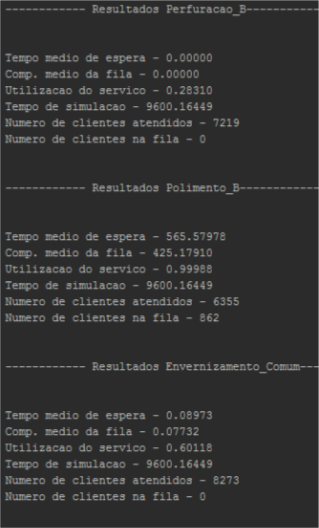 ------------ Resultados Perfuracao_B-----------
Tempo medio de espera - 0.00000
Comp. medio da fila - 0.00000
Utilizacao do servico - 0.28310
Tempo de simulacao - 9600.16449
Numero de clientes atendidos - 7219
Numero de clientes na fila - 0
------------ Resultados Polimento_B------------
Tempo medio de espera - 565.57978
Comp. medio da fila - 425.17910
Utilizacao do servico - 0.99988
Tempo de simulacao - 9600.16449
Numero de clientes atendidos - 6355
Numero de clientes na fila - 862
------------ Resultados Envernizamento_Comum---
Tempo medio de espera - 0.08973
Comp. medio da fila - 0.07732
Utilizacao do servico - 0.60118
Tempo de simulacao - 9600.16449
Numero de clientes atendidos - 8273
Numero de clientes na fila - 0